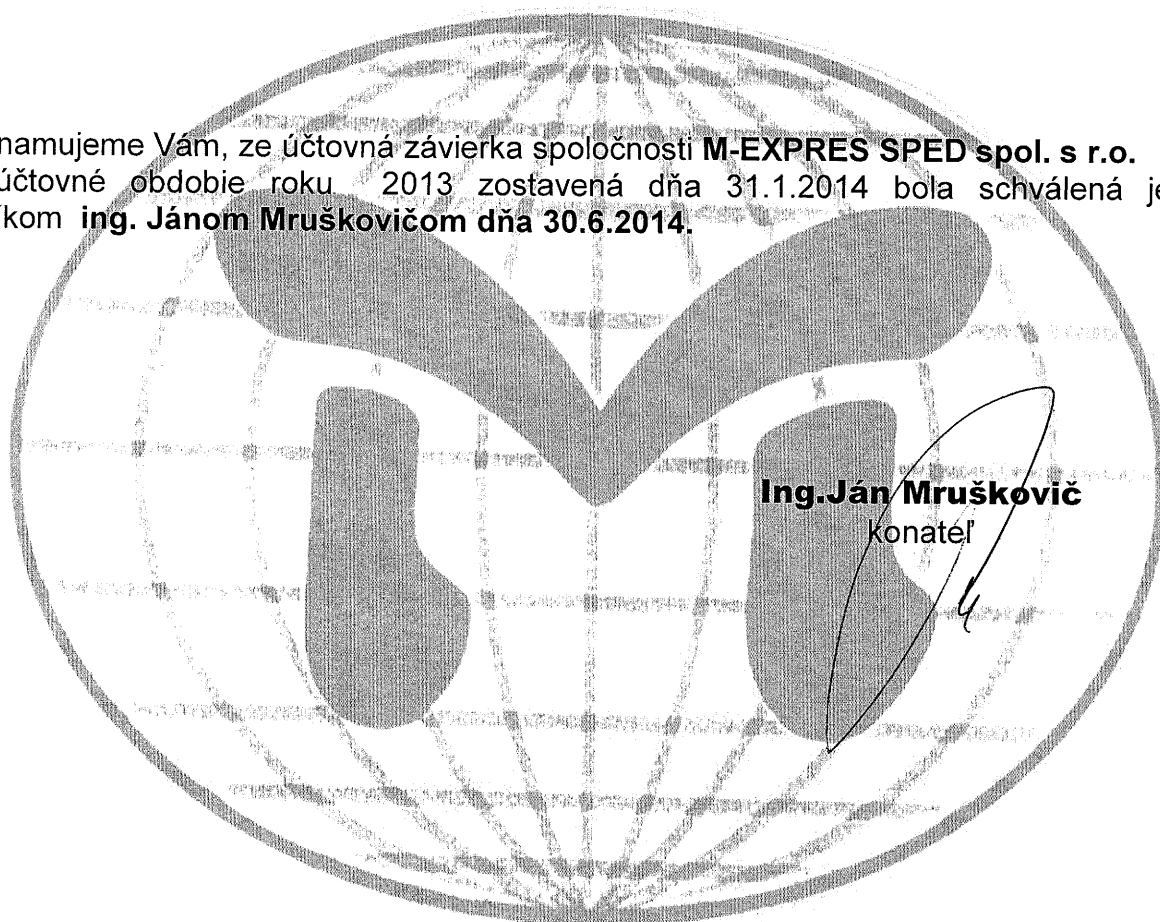 namujeme Vám, ze účtovná závierka spoločnosti M-EXPRES SPED spol. s r.o.
účtovné obdobie roku 2013 zostavená dňa 31.1.2014 bola schválená je
íkom ing. Jánom Mruškovičom dňa 30.6.2014.
Ing.Ján Mruškovič
konateľ